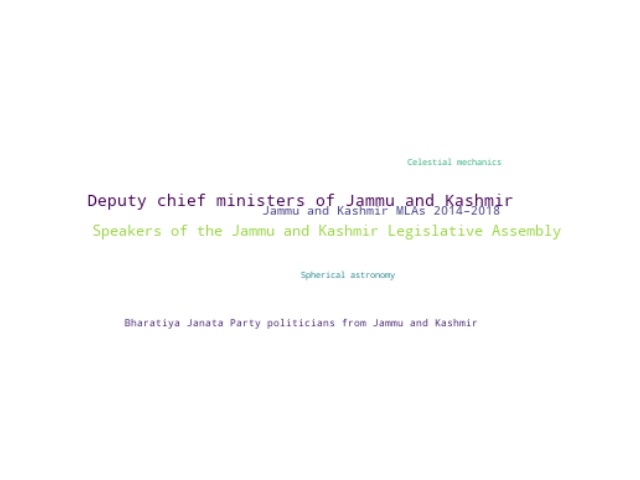 Celestial mechanics
Deputy chief ministers of Jammu and Kashmir
Jammu and Kashmir MLAs 2014–2018
Speakers of the Jammu and Kashmir Legislative Assembly
Spherical astronomy
Bharatiya Janata Party politicians from Jammu and Kashmir